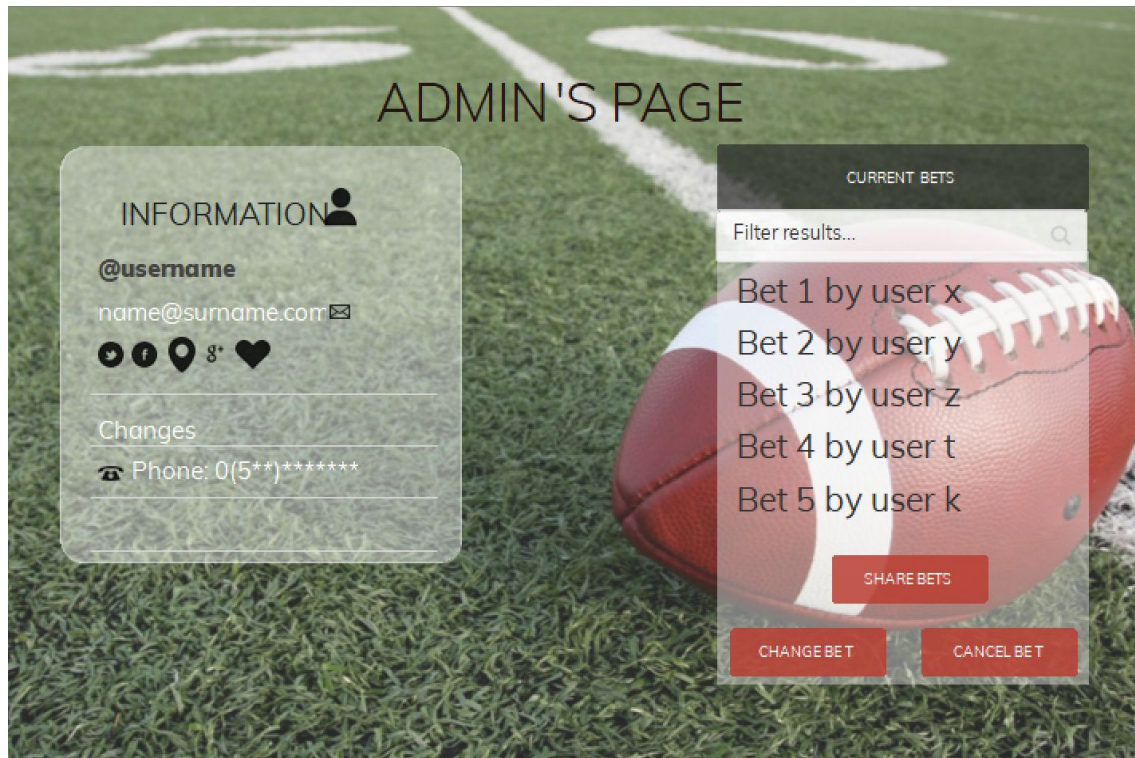 5 0
ADMIN'S PAGE
INFORMATION
@username
name@surname.com
Changes
Phone: 0(5**)*******
CURRENT BETS
Filter results...
Bet 1 by user x
Bet 2 by user y
Bet 3 by user z
Bet 4 by user t
Bet 5 by user k
SHARE BETS
CHANGE BET
CANCEL BET